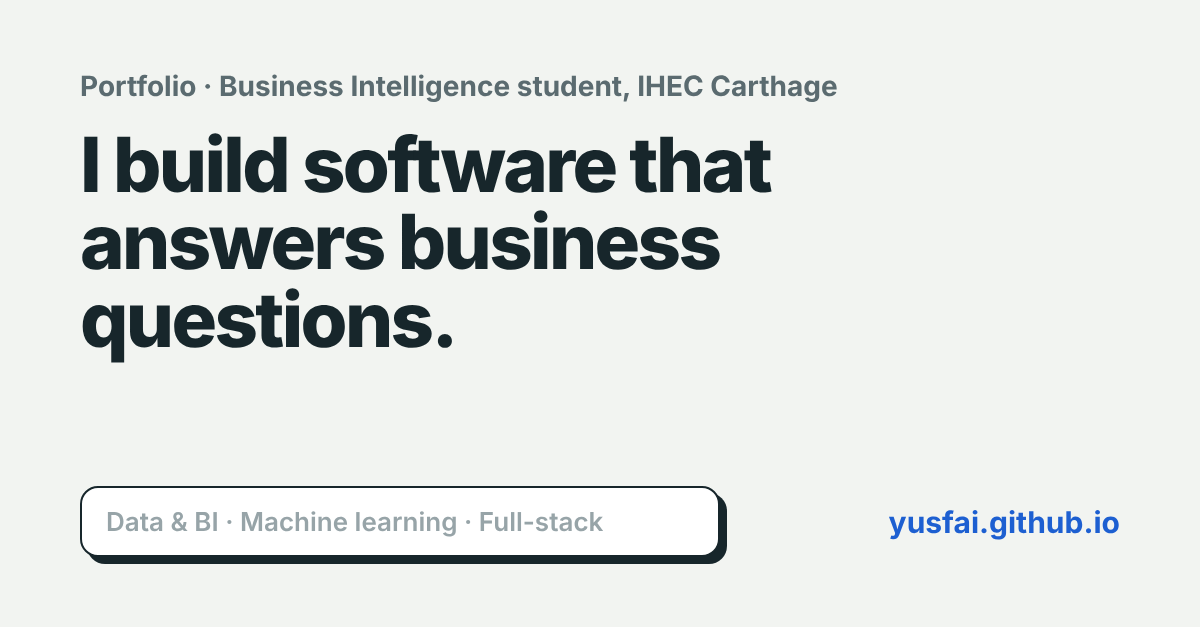 Portfolio · Business Intelligence student, IHEC Carthage
I build software that
answers business
questions.
Data & BI · Machine learning · Full-stack
yusfai.github.io